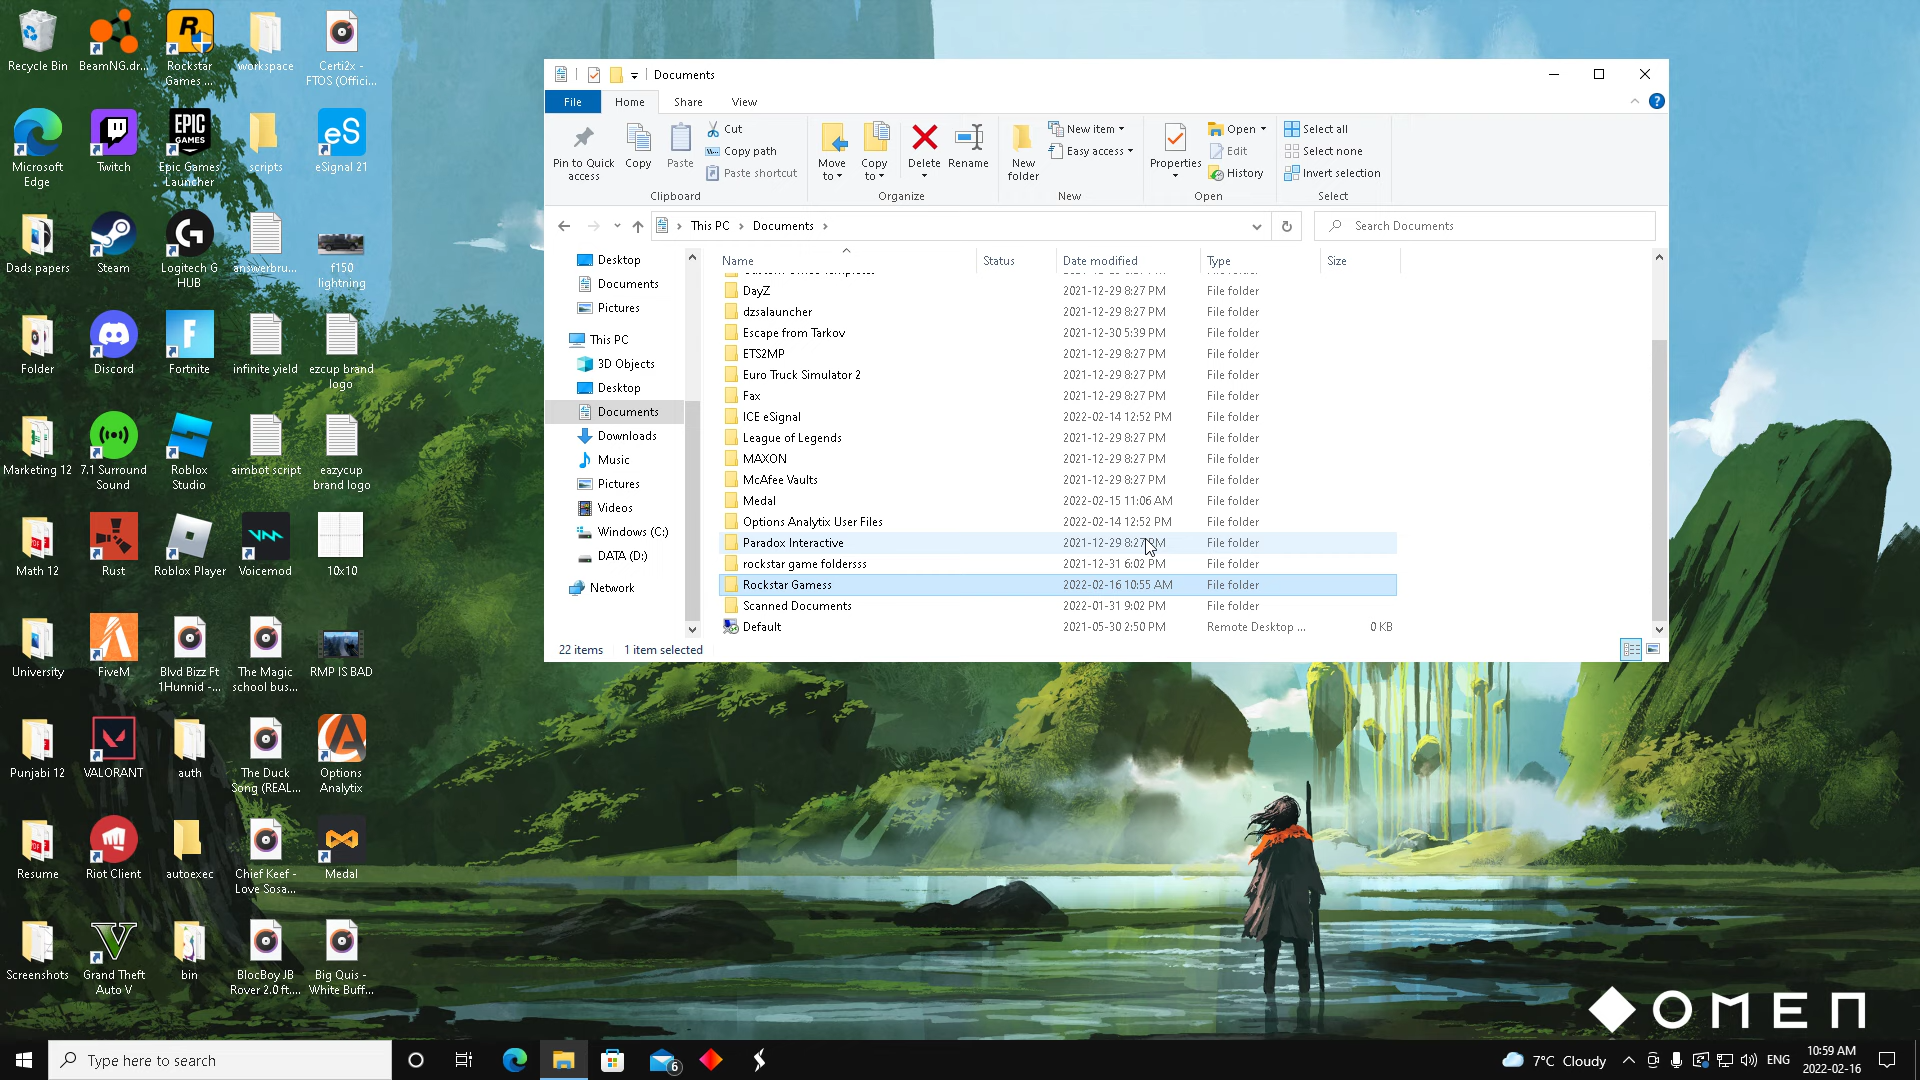 Recycle Bin
BeamNG.dr...
Rockstar
Games ...
workspace
Certi2x -
FTOS (Offici...
Microsoft
Edge
Twitch
EPIC
GAMES
Epic Games
Launcher
scripts
eS
eSignal 21
Dads papers
Steam
Logitech G
HUB
answerbru...
f150
lightning
Folder
Discord
Fortnite
infinite yield
ezcup brand
logo
Marketing 12
7.1 Surround
Sound
Roblox
Studio
aimbot script
eazycup
brand logo
Math 12
Rust
Roblox Player
Voicemod
10x10
University
FiveM
Blvd Bizz Ft
1Hunnid -...
The Magic
school bus...
RMP IS BAD
Punjabi 12
VALORANT
auth
The Duck
Song (REAL...
Options
Analytix
Resume
Riot Client
autoexec
Chief Keef -
Love Sosa...
Medal
Screenshots
Grand Theft
Auto V
bin
BlocBoy JB
Rover 2.0 ft....
Big Quis -
White Buff...
Documents
File
Home
Share
View
Pin to Quick
access
Copy
Paste
Cut
Copy path
Paste shortcut
Clipboard
Move
to
Copy
to
Delete
Rename
Organize
New
folder
New item
Easy access
New
Properties
Open
Edit
History
Open
Select all
Select none
Invert selection
Select
This PC > Documents >
Search Documents
Desktop
Documents
Pictures
This PC
3D Objects
Desktop
Documents
Downloads
Music
Pictures
Videos
Windows (C:)
DATA (D:)
Network
Name Status Date modified Type Size
DayZ 2021-12-29 8:27 PM File folder
dzsalauncher 2021-12-29 8:27 PM File folder
Escape from Tarkov 2021-12-30 5:39 PM File folder
ETS2MP 2021-12-29 8:27 PM File folder
Euro Truck Simulator 2 2021-12-29 8:27 PM File folder
Fax 2021-12-29 8:27 PM File folder
ICE eSignal 2022-02-14 12:52 PM File folder
League of Legends 2021-12-29 8:27 PM File folder
MAXON 2021-12-29 8:27 PM File folder
McAfee Vaults 2021-12-29 8:27 PM File folder
Medal 2022-02-15 11:06 AM File folder
Options Analytix User Files 2022-02-14 12:52 PM File folder
Paradox Interactive 2021-12-29 8:27 PM File folder
rockstar game foldersss 2021-12-31 6:02 PM File folder
Rockstar Gamess 2022-02-16 10:55 AM File folder
Scanned Documents 2022-01-31 9:02 PM File folder
Default 2021-05-30 2:50 PM Remote Desktop ... 0 KB
22 items 1 item selected
OMEN
Type here to search
6
7°C Cloudy
ENG
10:59 AM
2022-02-16